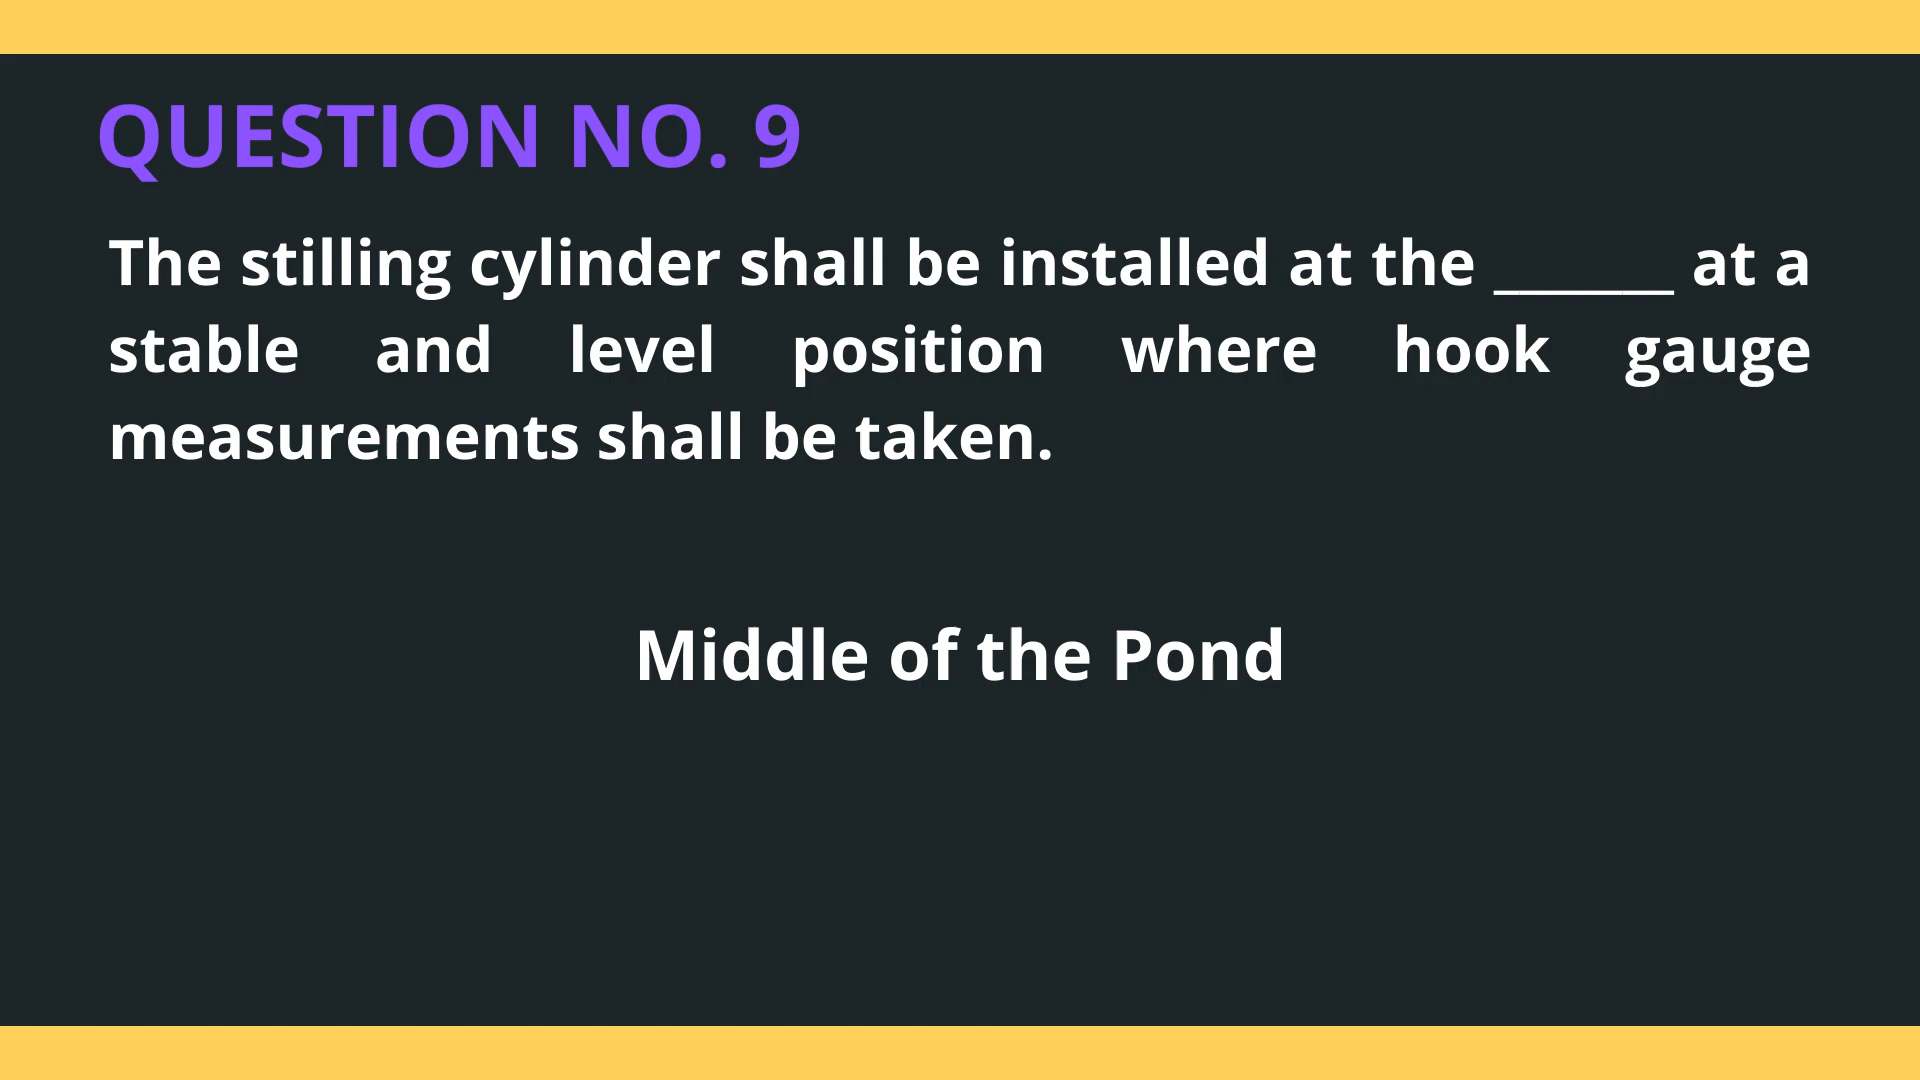 QUESTION NO. 9
The stilling cylinder shall be installed at the _______ at a
stable and level position where hook gauge
measurements shall be taken.
Middle of the Pond